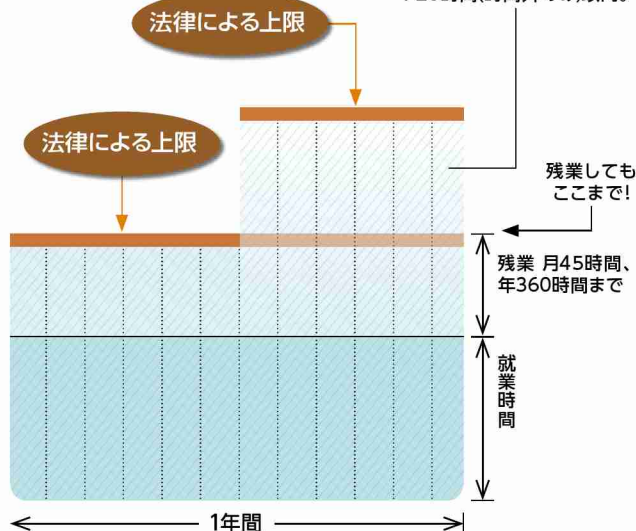 法律による上限
法律による上限
残業しても
ここまで!
残業 月45時間、
年360時間まで
就業時間
1年間